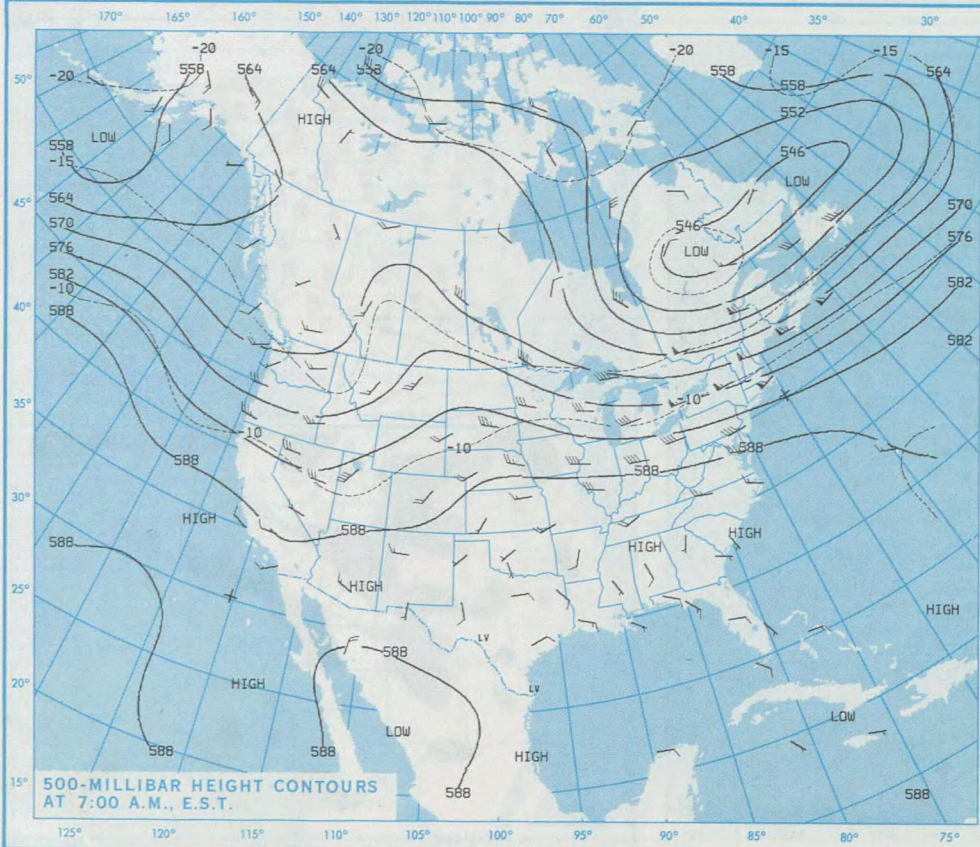 170° 165° 160° 150° 140° 130° 120° 110° 100° 90° 80° 70° 60° 50° 40° 35° 30°
-20 -20 -20 -15 -15
558 564 564 558 558 564
50° -20
558
HIGH
552
LOW
558
-15
546
LOW
45° 564
570
570
546
576
576
LOW
582
582
-10
40° 588
582
35°
-10
-10
-10
588
588
588
30°
HIGH
588
HIGH
HIGH
588
HIGH
25°
HIGH
LV
588
20° HIGH
LV
LOW
LOW
HIGH
588 588
15°
588
588
500-MILLIBAR HEIGHT CONTOURS
AT 7:00 A.M., E.S.T.
125° 120° 115° 110° 105° 100° 95° 90° 85° 80° 75°